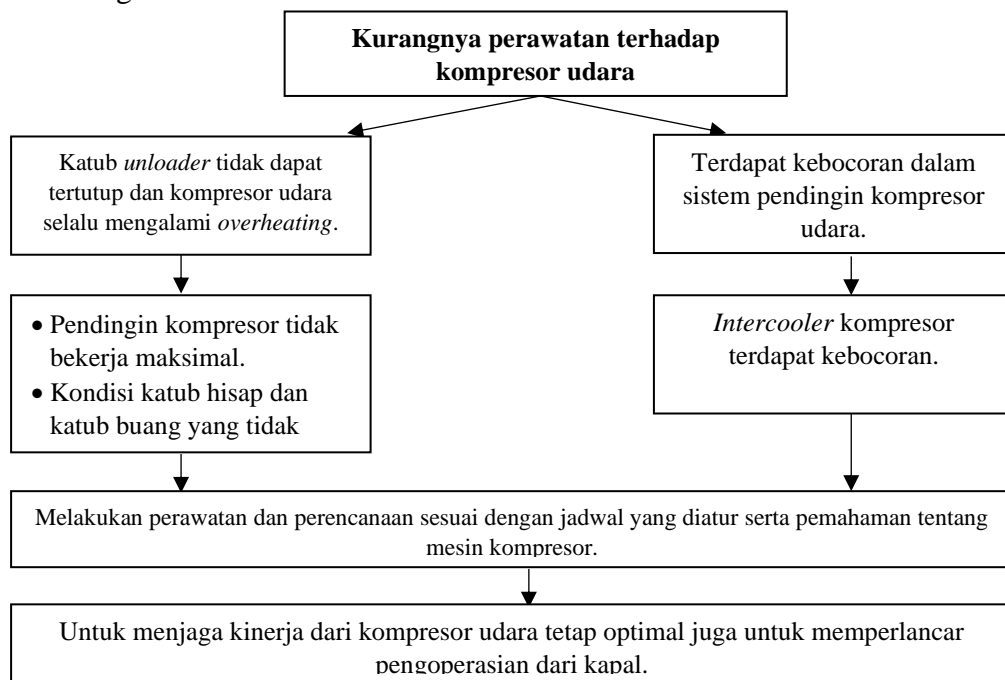 Kurangnya perawatan terhadap
kompresor udara
Katub unloader tidak dapat
tertutup dan kompresor udara
selalu mengalami overheating.
Terdapat kebocoran dalam
sistem pendingin kompresor
udara.
• Pendingin kompresor tidak
bekerja maksimal.
• Kondisi katub hisap dan
katub buang yang tidak
Intercooler kompresor
terdapat kebocoran.
Melakukan perawatan dan perencanaan sesuai dengan jadwal yang diatur serta pemahaman tentang
mesin kompresor.
Untuk menjaga kinerja dari kompresor udara tetap optimal juga untuk memperlancar
pengoperasian dari kapal.